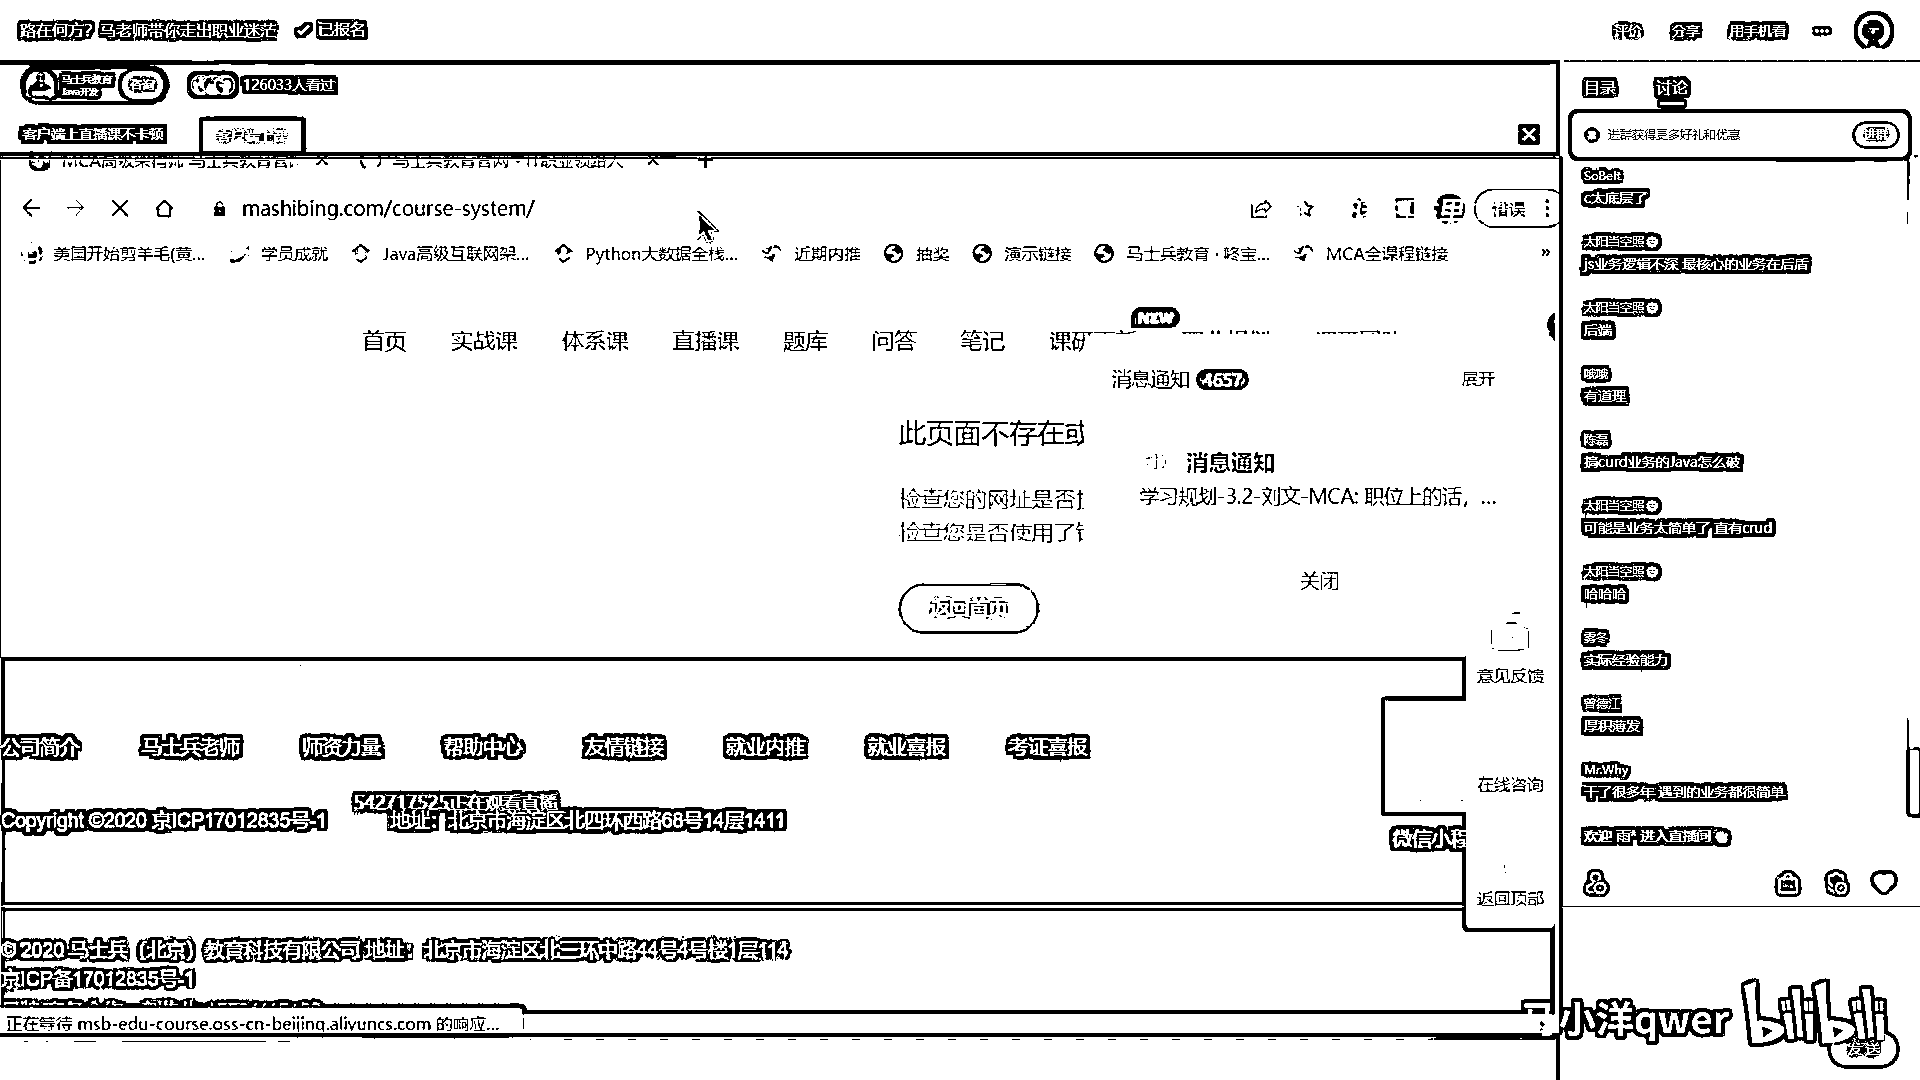 路在何方？马老师带你走出职业迷茫 已报名
评价 分享 用手机看
马士兵教育
Java开发
咨询
126033人看过
客户端上直播课不卡顿
mashibing.com/course-system/
错误
美国开始剪羊毛(黄... 学员成就 Java高级互联网架... Python大数据全栈... 近期内推 抽奖 演示链接 马士兵教育·咚宝... MCA全课程链接 »
首页 实战课 体系课 直播课 题库 问答 笔记
NEW
消息通知 4657 展开
此页面不存在或
消息通知
学习规划-3.2-刘文-MCA: 职位上的话，...
检查您的网址是否
检查您是否使用了
关闭
返回首页
意见反馈
在线咨询
返回顶部
公司简介 马士兵老师 师资力量 帮助中心 友情链接 就业内推 就业喜报 考证喜报
542717525正在观看直播
Copyright ©2020 京ICP17012835号-1 地址：北京市海淀区北四环西路68号14层1411
微信小程
© 2020 马士兵（北京）教育科技有限公司 地址：北京市海淀区北三环中路44号4号楼1层114
京ICP备17012835号-1
正在等待 msb-edu-course.oss-cn-beijing.aliyuncs.com 的响应...
目录 讨论
进群获得更多好礼和优惠 进群
SoBelt
c太底层了
太阳当空照
js业务逻辑不深 最核心的业务在后盾
太阳当空照
后端
哦哦
有道理
陈磊
搞curd业务的Java怎么破
太阳当空照
可能是业务太简单了 直有crud
太阳当空照
哈哈哈
雾冬
实际经验能力
曾德江
厚积薄发
Mr.Why
干了很多年 遇到的业务都很简单
欢迎 雨* 进入直播间
小洋qwer bilibili
发送